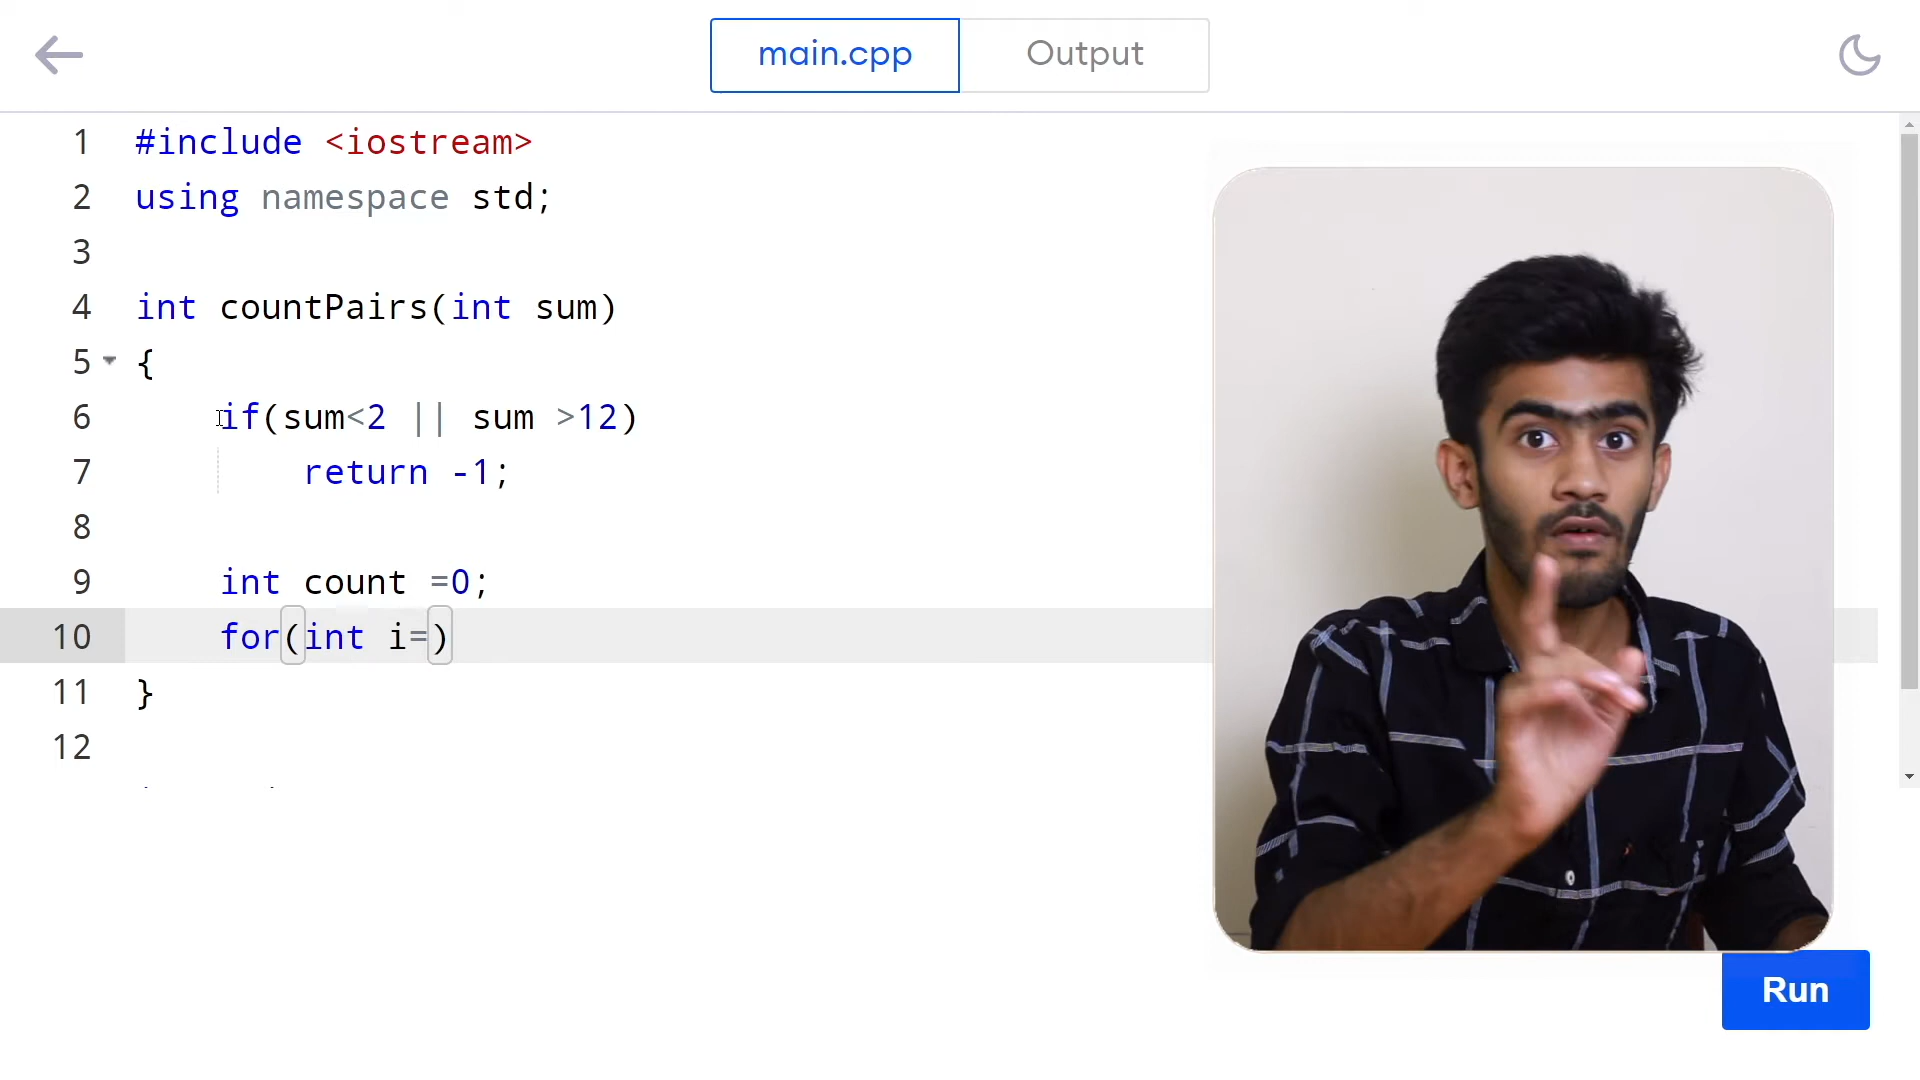 main.cpp
Output
1 #include <iostream>
2 using namespace std;
3
4 int countPairs(int sum)
5 {
6 if(sum<2 || sum >12)
7 return -1;
8
9 int count =0;
10 for(int i=)
11 }
12
Run